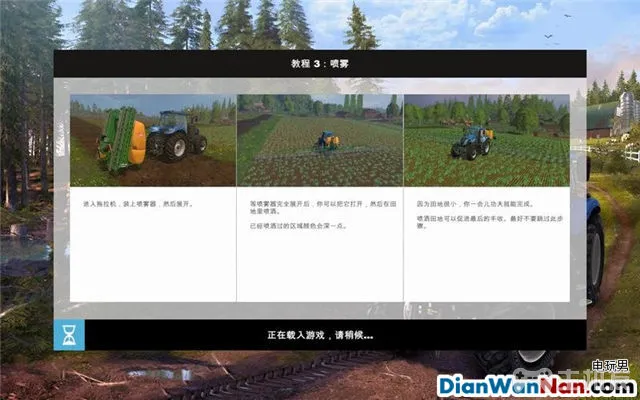 教程 3：喷雾
进入拖拉机，装上喷雾器，然后展开。
等喷雾器完全展开后，你可以把它打开，然后在田
地里喷洒。
已经喷洒过的区域颜色会深一点。
因为田地很小，你一会儿功夫就能完成。
喷洒田地可以促进最后的丰收。最好不要跳过此步
骤。
正在载入游戏，请稍候...
电玩男
DianWanNan.com